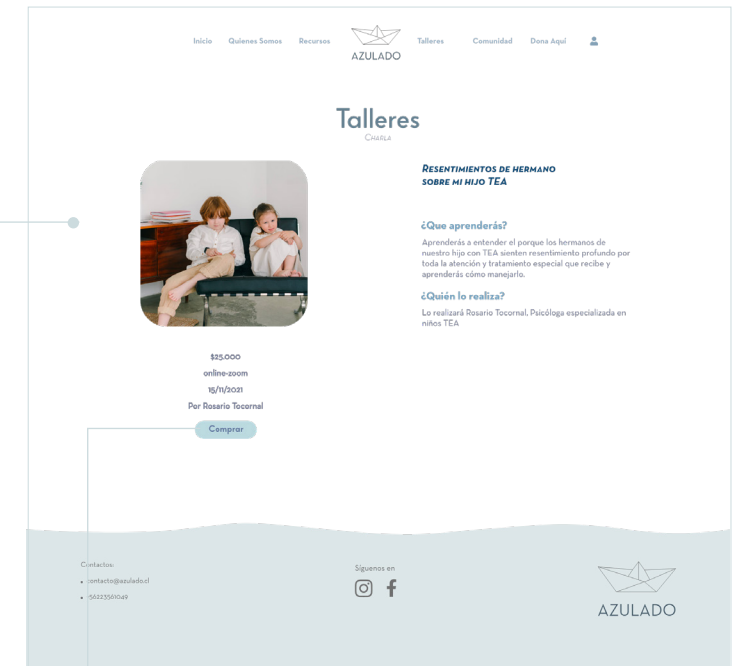 Inicio Quienes Somos Recursos AZULADO Talleres Comunidad Dona Aquí
Talleres
Charla
Resentimientos de hermano
sobre mi hijo TEA
¿Que aprenderás?
Aprenderás a entender el porque los hermanos de
nuestro hijo con TEA sienten resentimiento profundo por
toda la atención y tratamiento especial que recibe y
aprenderás cómo manejarlo.
¿Quién lo realiza?
Lo realizará Rosario Tocornal, Psicóloga especializada en
niños TEA
$25.000
online-zoom
15/11/2021
Por Rosario Tocornal
Comprar
Contactos:
contacto@azulado.cl
+56223561049
Síguenos en
AZULADO